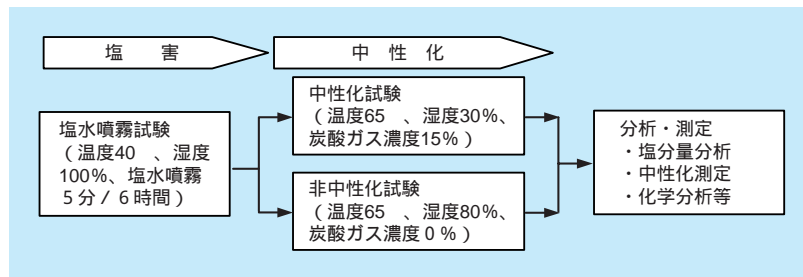 塩 害
中 性 化
塩水噴霧試験
(温度40 、湿度
100%、塩水噴霧
5分/6時間)
中性化試験
(温度65 、湿度30%、
炭酸ガス濃度15%)
非中性化試験
(温度65 、湿度80%、
炭酸ガス濃度0%)
分析・測定
・塩分量分析
・中性化測定
・化学分析等